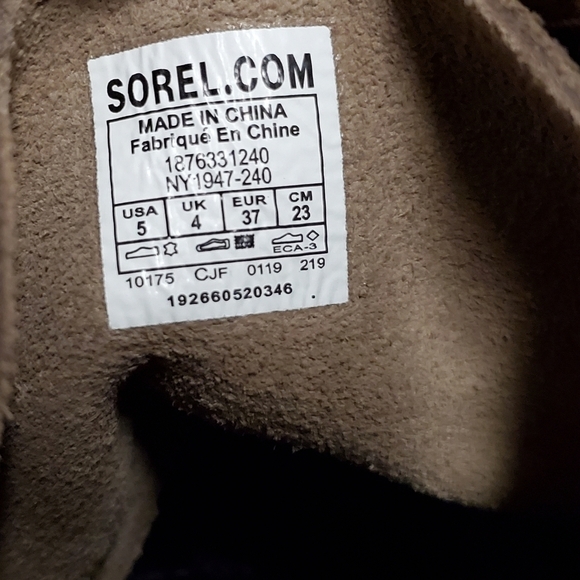 SOREL.COM
MADE IN CHINA
Fabriqué En Chine
1876331240
NY1947-240
USA UK EUR CM
5 4 37 23
ECA-3
10175 CJF 0119 219
192660520346 .